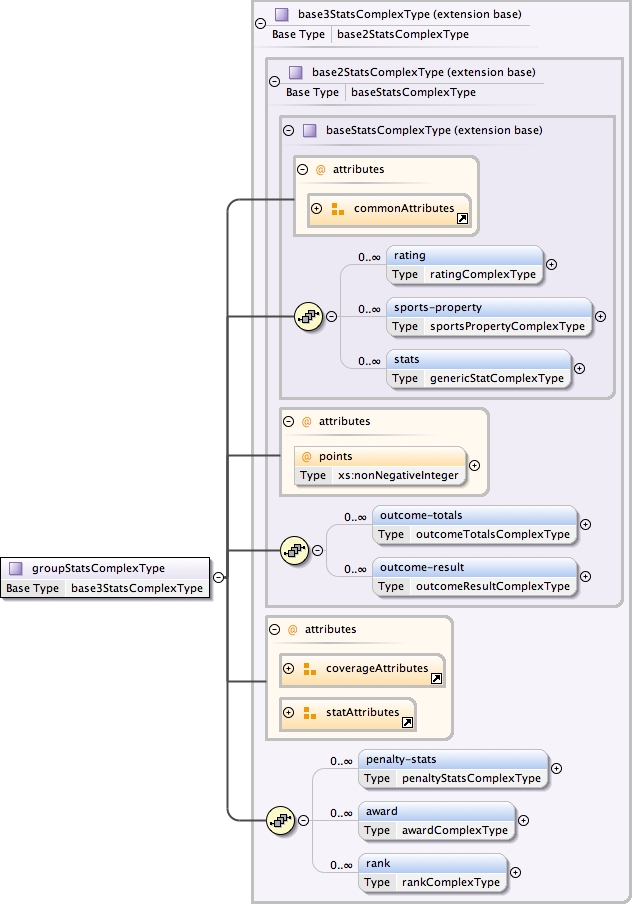 base3StatsComplexType (extension base)
Base Type base2StatsComplexType
base2StatsComplexType (extension base)
Base Type baseStatsComplexType
baseStatsComplexType (extension base)
@ attributes
commonAttributes
0..∞ rating
Type ratingComplexType
0..∞ sports-property
Type sportsPropertyComplexType
0..∞ stats
Type genericStatComplexType
@ attributes
@ points
Type xs:nonNegativeInteger
0..∞ outcome-totals
Type outcomeTotalsComplexType
0..∞ outcome-result
Type outcomeResultComplexType
groupStatsComplexType
Base Type base3StatsComplexType
@ attributes
coverageAttributes
statAttributes
0..∞ penalty-stats
Type penaltyStatsComplexType
0..∞ award
Type awardComplexType
0..∞ rank
Type rankComplexType